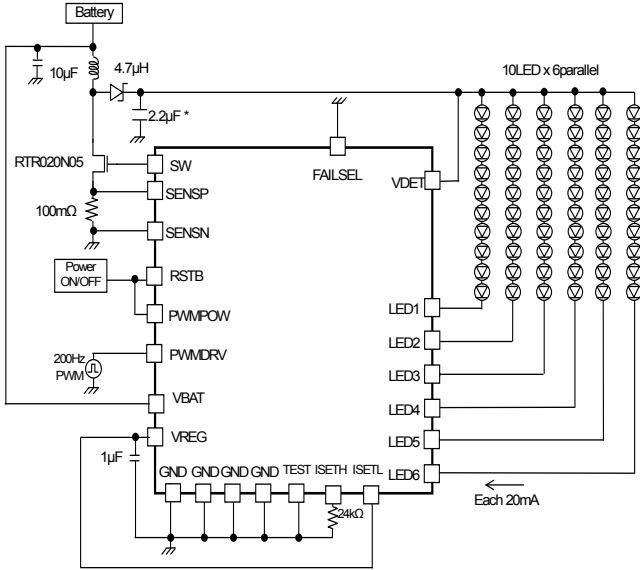 Battery
10µF
4.7µH
2.2µF *
10LED x 6parallel
RTR020N05
100mΩ
SW
SENSP
SENSN
FAILSEL
VDET
Power
ON/OFF
RSTB
PWMPOW
200Hz
PWM
PWMDRV
VBAT
VREG
1µF
LED1
LED2
LED3
LED4
LED5
LED6
GND GND GND GND TEST ISETH ISETL
24kΩ
Each 20mA